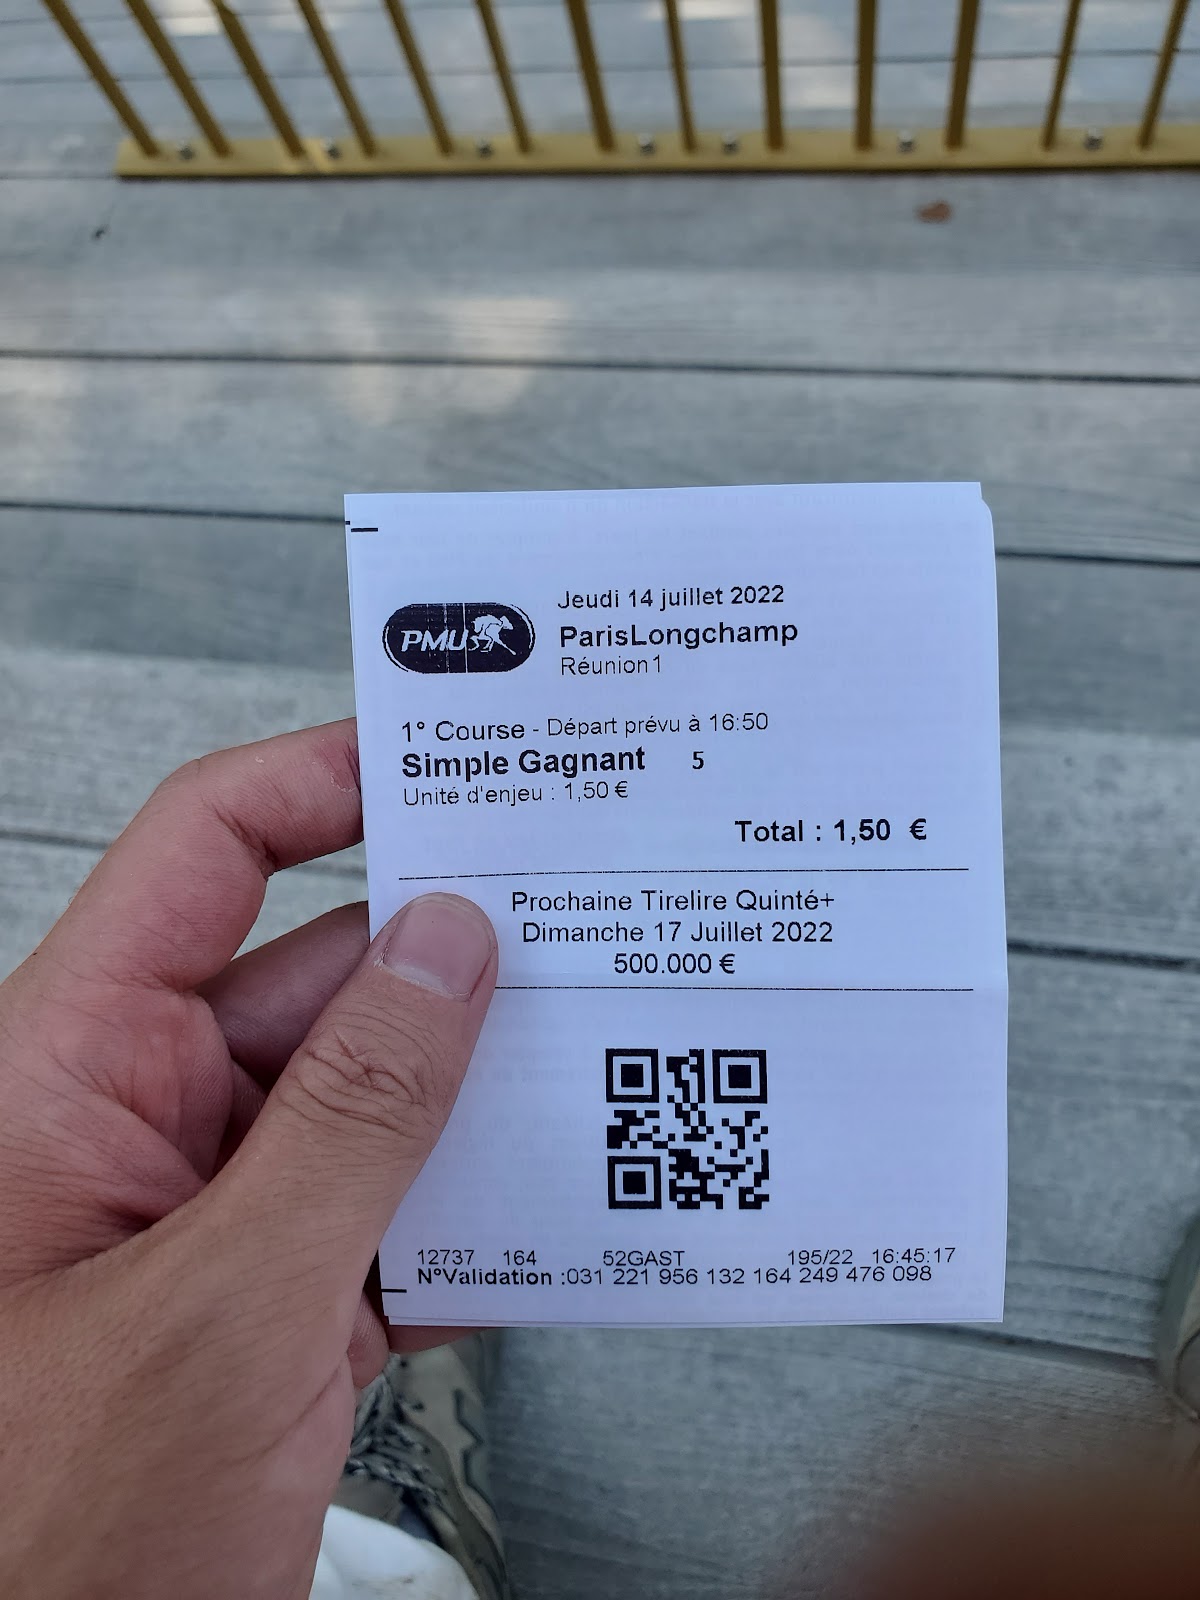 Jeudi 14 juillet 2022
PMU
ParisLongchamp
Réunion1
1° Course - Départ prévu à 16:50
Simple Gagnant 5
Unité d'enjeu : 1,50 €
Total : 1,50 €
Prochaine Tirelire Quinté+
Dimanche 17 Juillet 2022
500.000 €
12737 164 52GAST 195/22 16:45:17
N°Validation :031 221 956 132 164 249 476 098